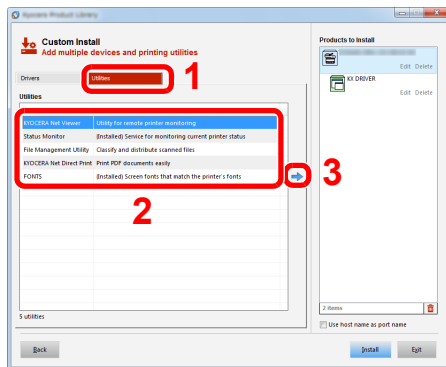 Kyocera Product Library
Custom Install
Add multiple devices and printing utilities
Products to Install
Edit Delete
KX DRIVER
Edit Delete
Drivers
Utilities
1
Utilities
KYOCERA Net Viewer Utility for remote printer monitoring
Status Monitor (Installed) Service for monitoring current printer status
File Management Utility Classify and distribute scanned files
KYOCERA Net Direct Print Print PDF documents easily
FONTS (Installed) Screen fonts that match the printer's fonts
3
2
2 items
5 utilities
Use host name as port name
Back
Install
Exit